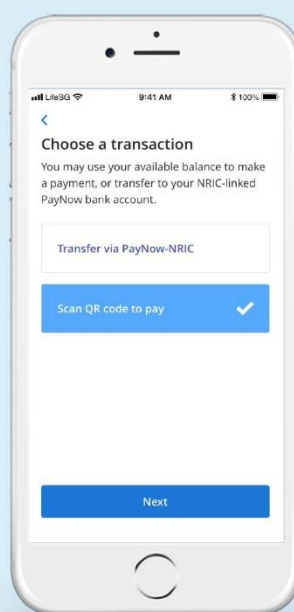 LifeSG 9:41 AM 100%
Choose a transaction
You may use your available balance to make
a payment, or transfer to your NRIC-linked
PayNow bank account.
Transfer via PayNow-NRIC
Scan QR code to pay
Next